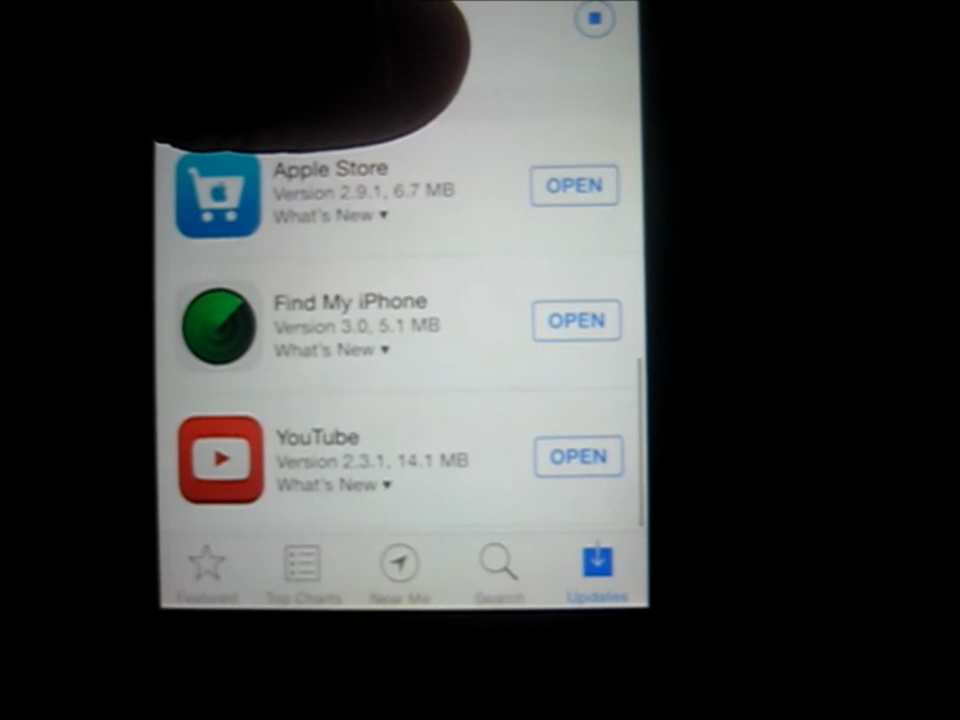 Apple Store
Version 2.9.1, 6.7 MB
What's New ▾
OPEN
Find My iPhone
Version 3.0, 5.1 MB
What's New ▾
OPEN
YouTube
Version 2.3.1, 14.1 MB
What's New ▾
OPEN
Featured Top Charts Near Me Search Updates